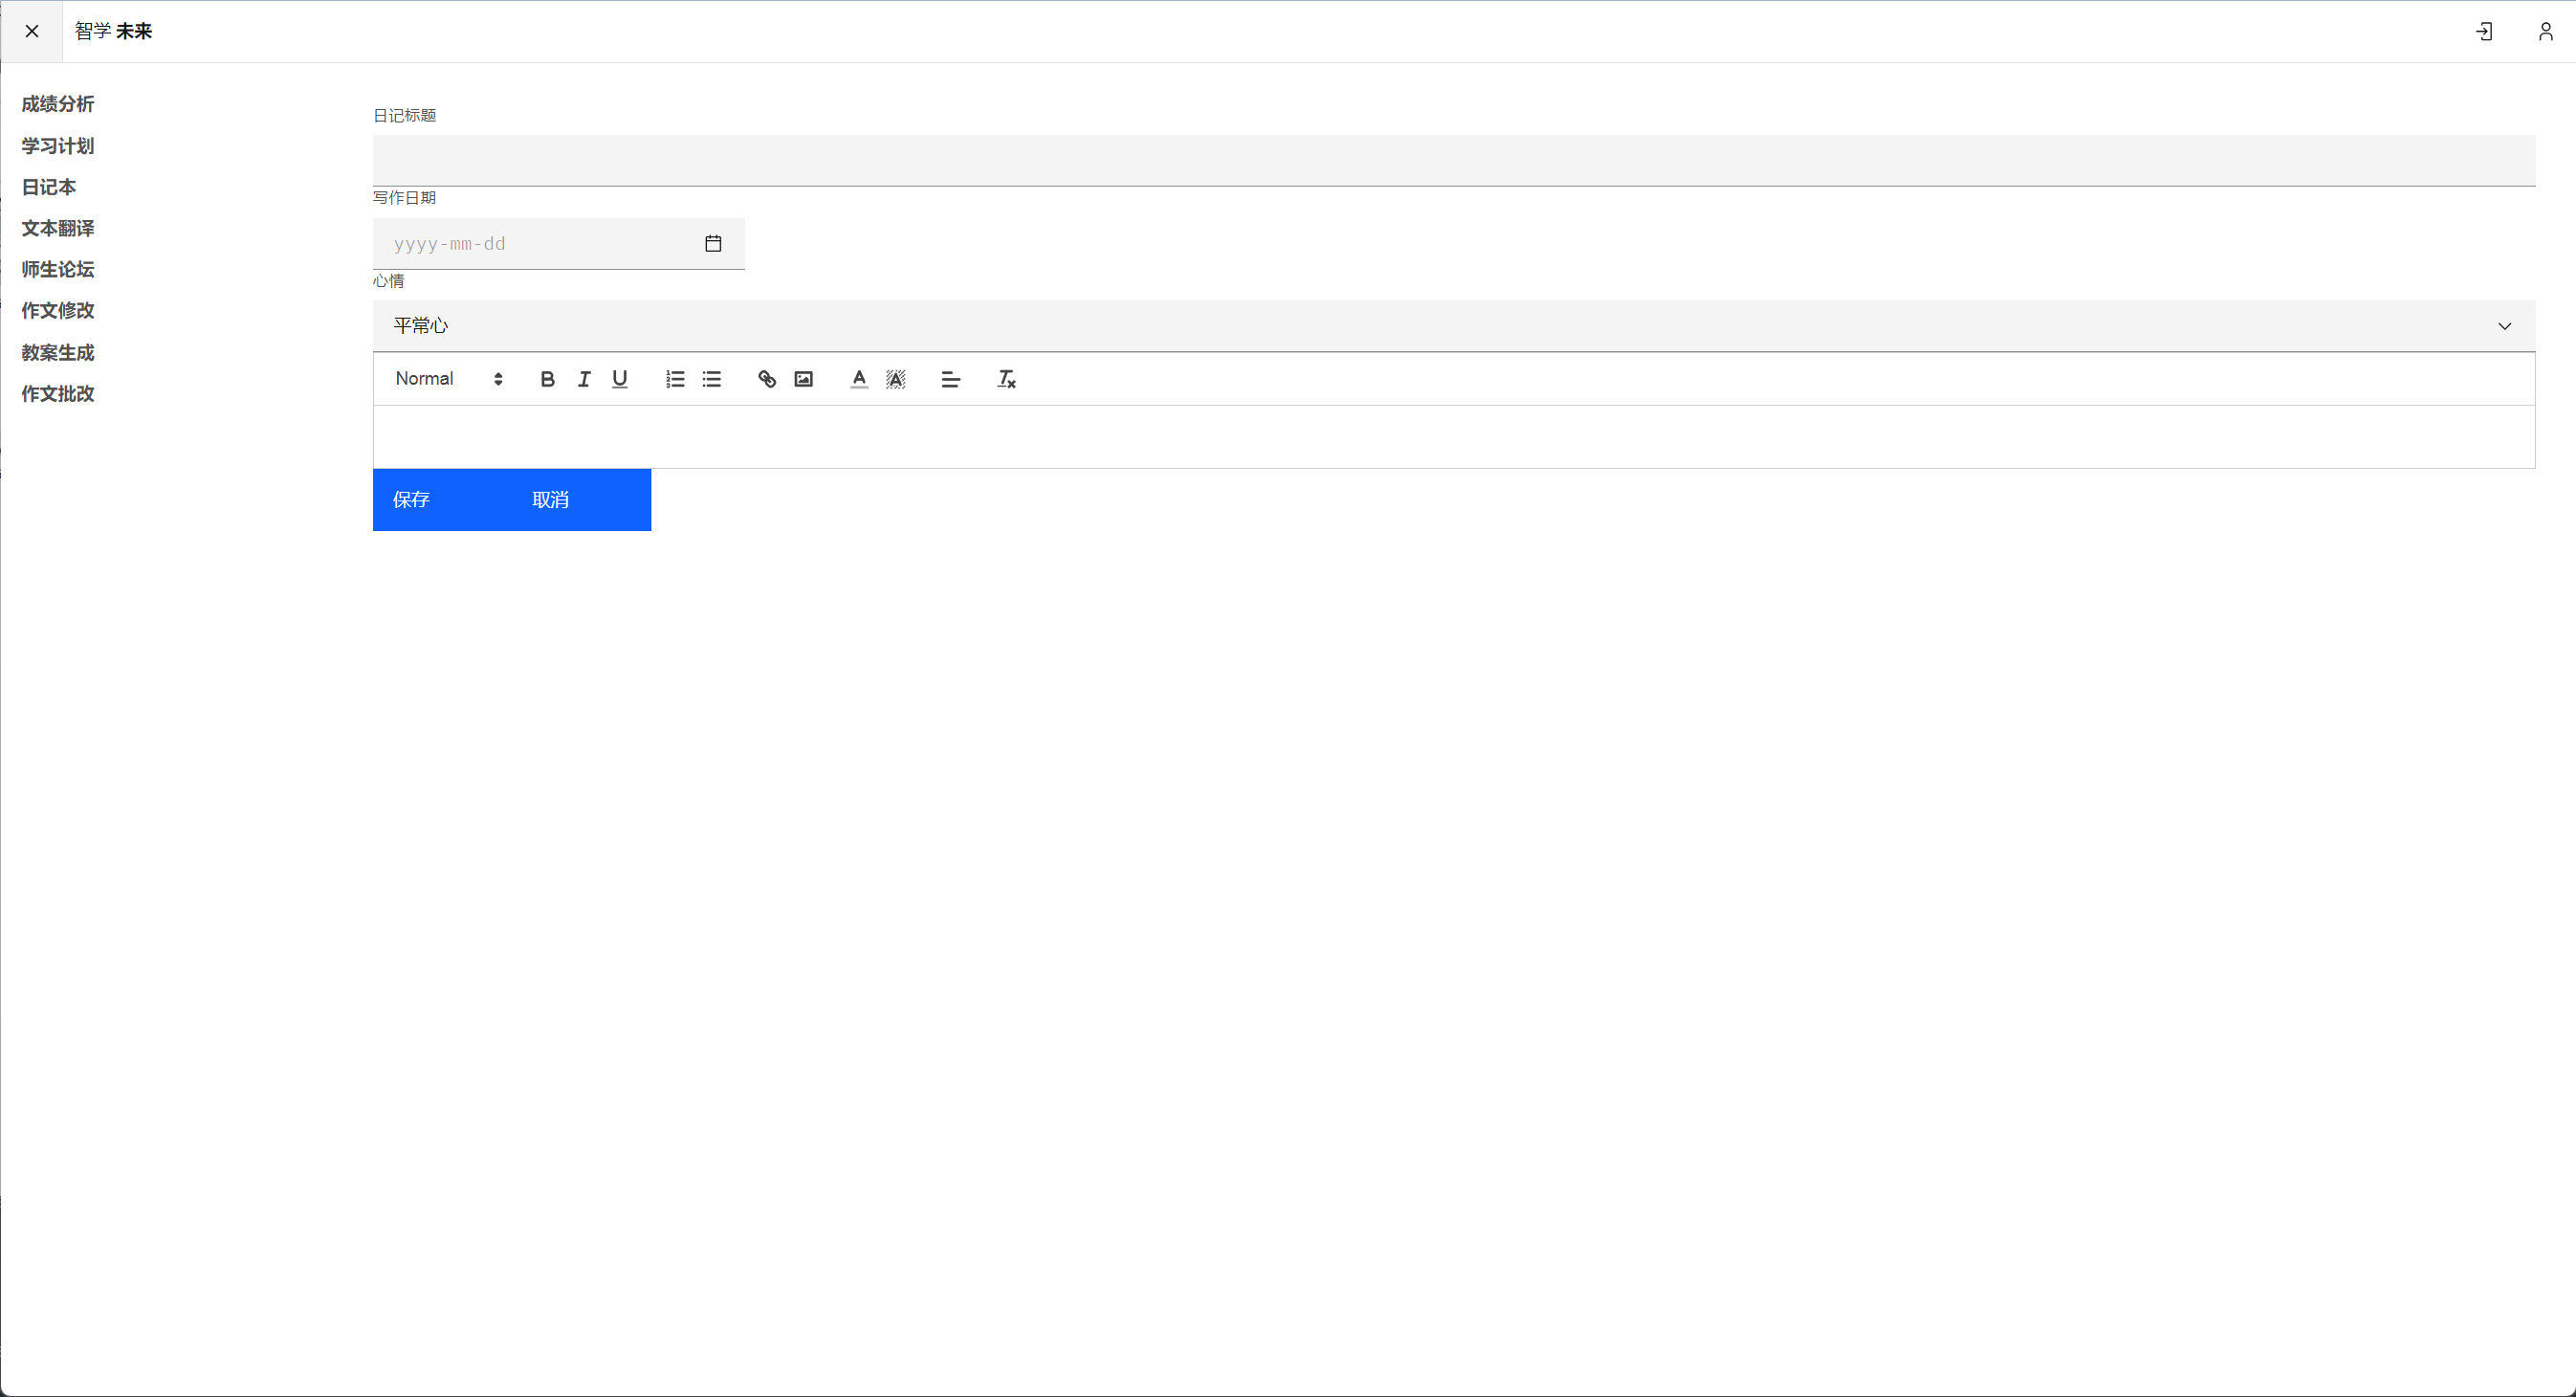 智学 未来
成绩分析
学习计划
日记本
文本翻译
师生论坛
作文修改
教案生成
作文批改
日记标题
写作日期
yyyy-mm-dd
心情
平常心
Normal
保存 取消